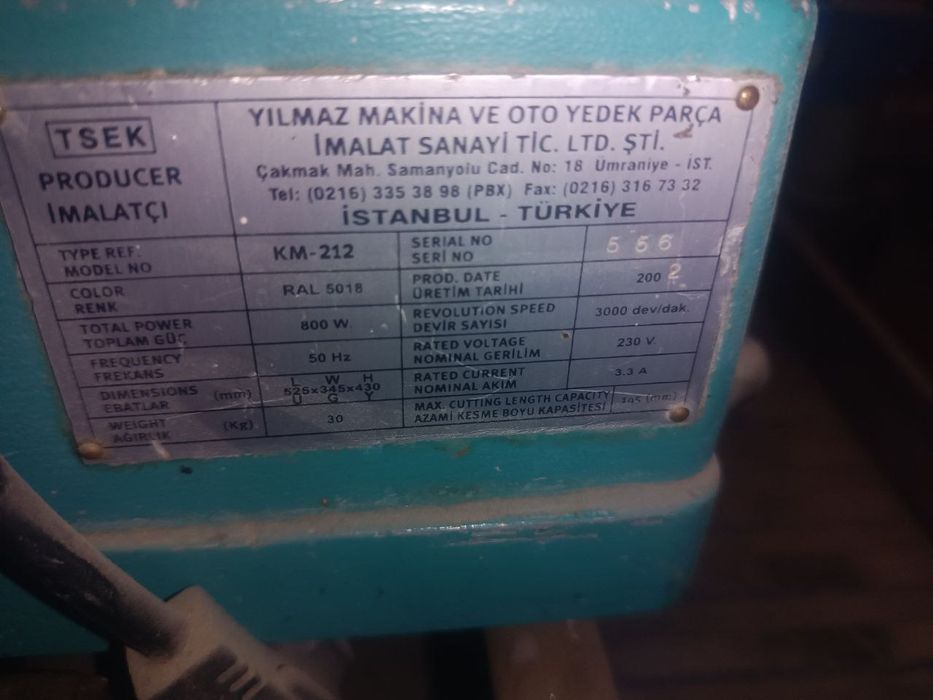 TSEK
PRODUCER
İMALATÇI
YILMAZ MAKİNA VE OTO YEDEK PARÇA
İMALAT SANAYİ TİC. LTD. ŞTİ.
Çakmak Mah. Samanyolu Cad. No: 18 Ümraniye - İST.
Tel: (0216) 335 38 98 (PBX) Fax: (0216) 316 73 32
İSTANBUL - TÜRKİYE
TYPE REF:
MODEL NO
KM-212
SERIAL NO
SERİ NO
556
COLOR
RENK
RAL 5018
PROD. DATE
ÜRETİM TARİHİ
2002
TOTAL POWER
TOPLAM GÜÇ
800 W
REVOLUTION SPEED
DEVİR SAYISI
3000 dev/dak.
FREQUENCY
FREKANS
50 Hz
RATED VOLTAGE
NOMINAL GERİLİM
230 V
DIMENSIONS (mm)
EBATLAR
L W H
525x345x430
U G Y
RATED CURRENT
NOMINAL AKIM
3.3 A
WEIGHT (Kg)
AĞIRLIK
30
MAX. CUTTING LENGTH CAPACITY
AZAMİ KESME BOYU KAPASİTESİ
(mm)